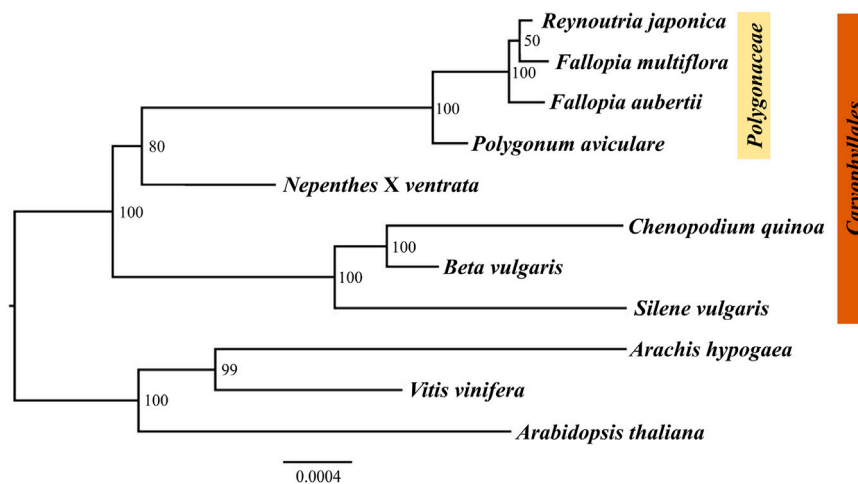 Reynoutria japonica
50
Fallopia multiflora
100
Fallopia aubertii
100
Polygonaceae
Polygonum aviculare
80
Nepenthes X ventrata
100
Caryophyllales
Chenopodium quinoa
100
Beta vulgaris
100
Silene vulgaris
Arachis hypogaea
99
Vitis vinifera
100
Arabidopsis thaliana
0.0004